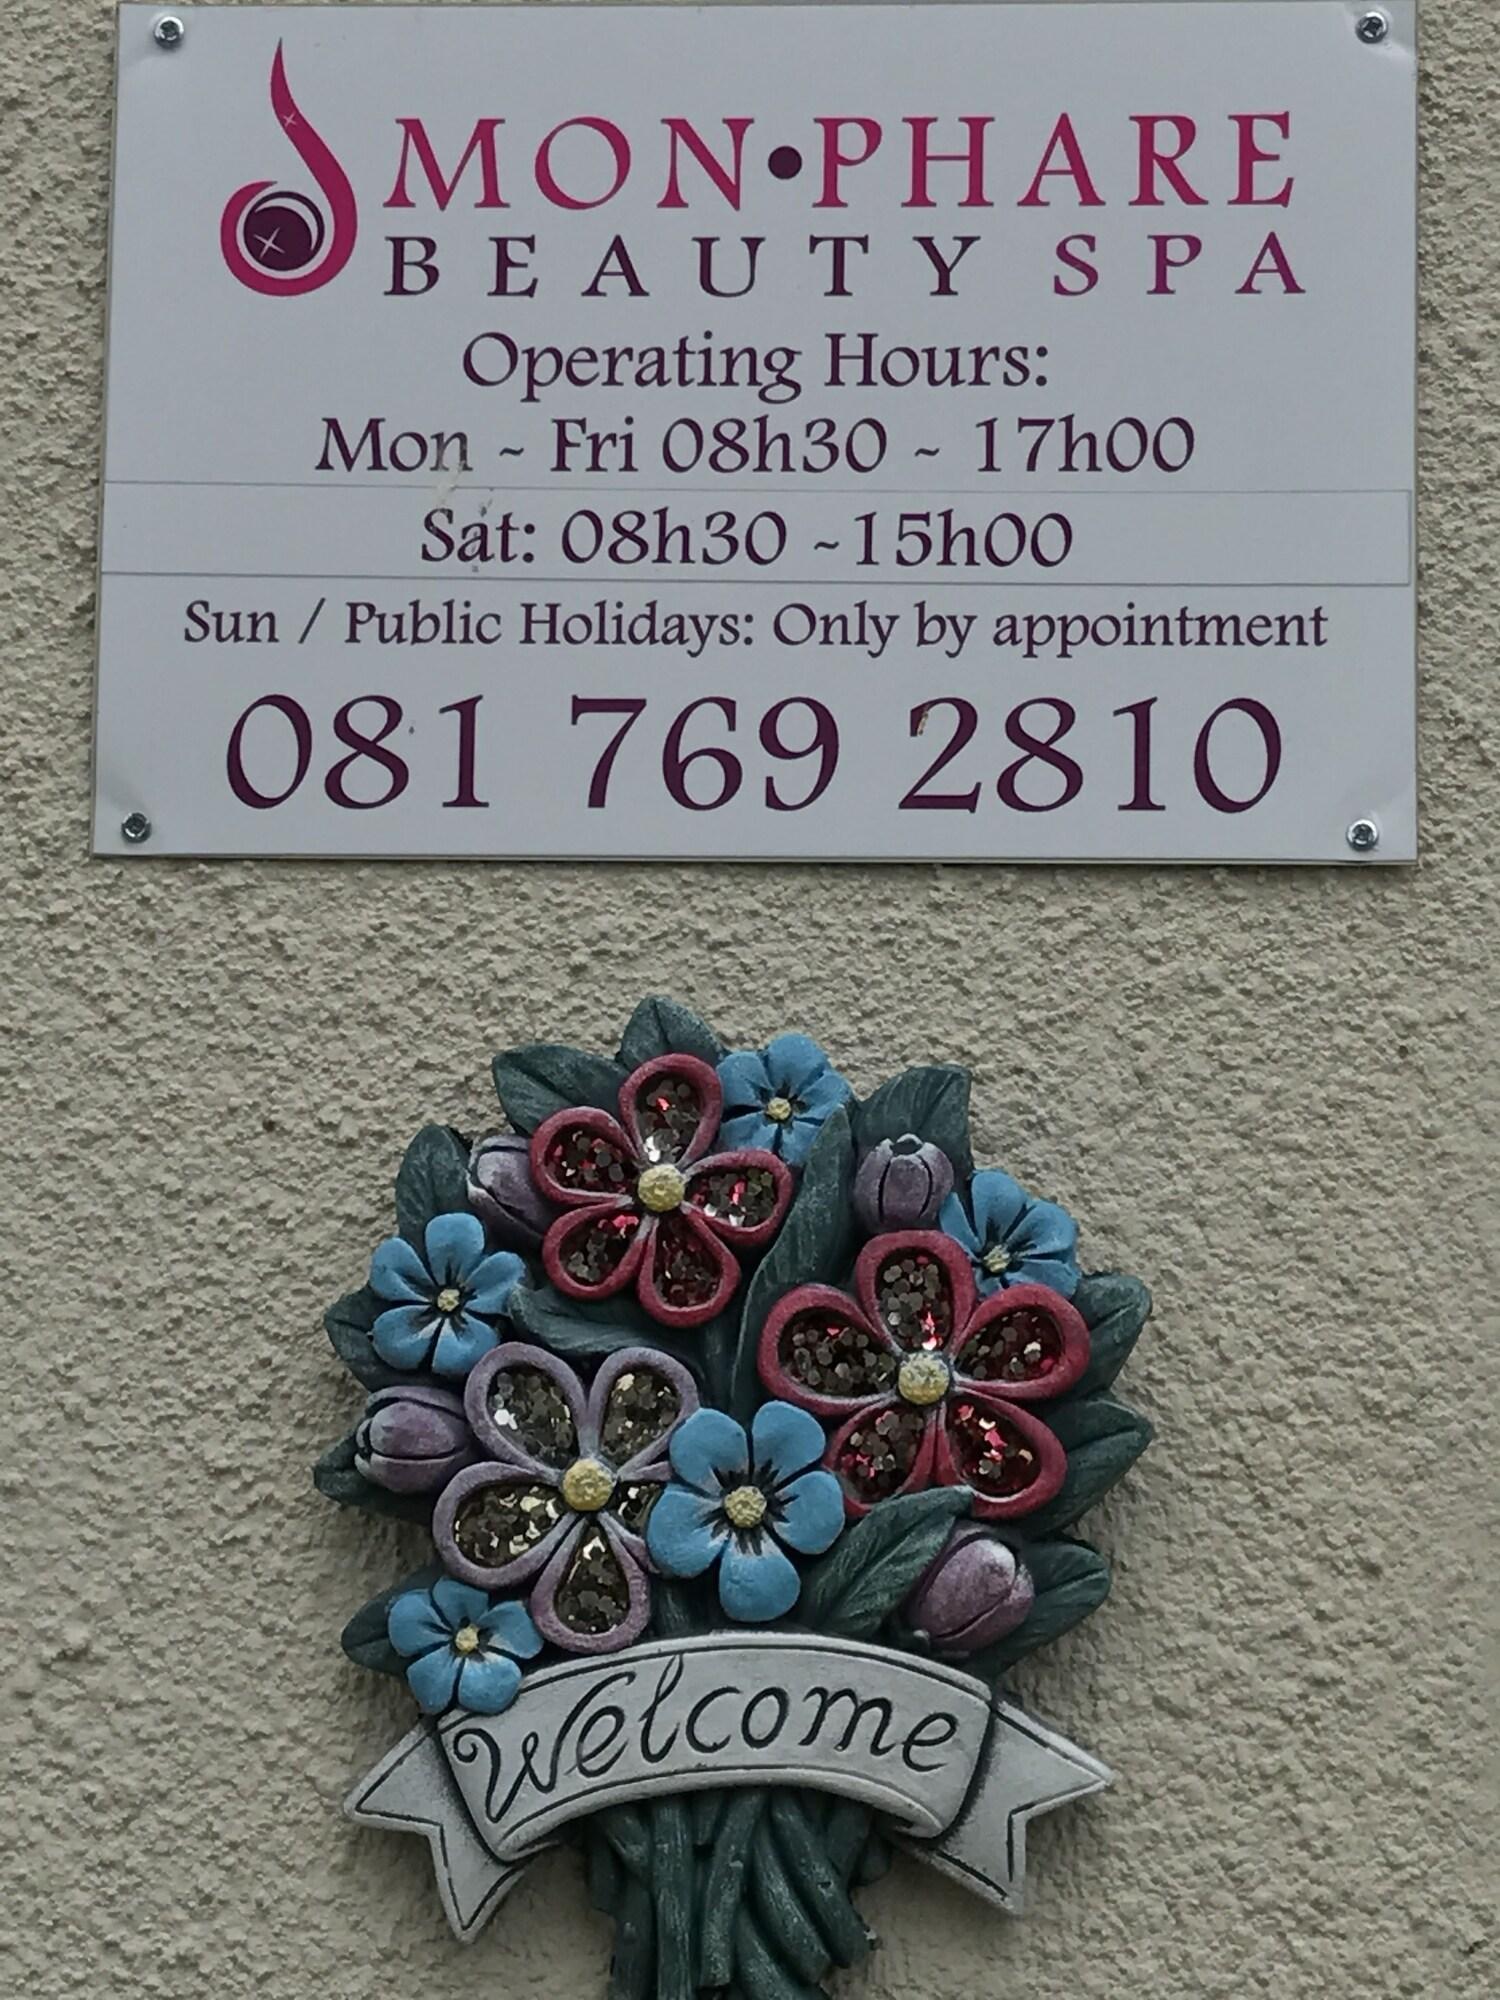 MON•PHARE
BEAUTY SPA
Operating Hours:
Mon ~ Fri 08h30 ~ 17h00
Sat: 08h30 ~15h00
Sun / Public Holidays: Only by appointment
081 769 2810
Welcome